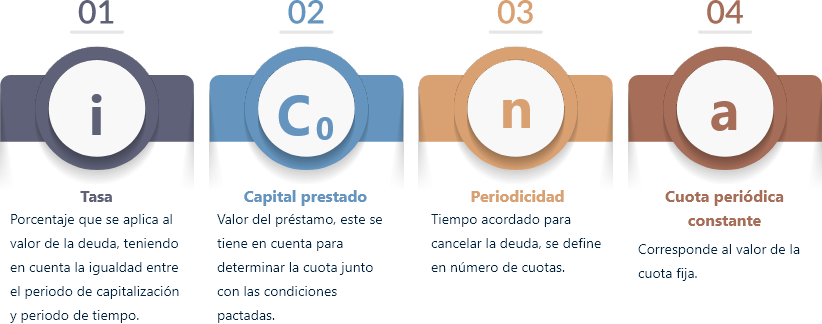 01
i
Tasa
Porcentaje que se aplica al
valor de la deuda, teniendo
en cuenta la igualdad entre
el periodo de capitalización
y periodo de tiempo.
02
C₀
Capital prestado
Valor del préstamo, este se
tiene en cuenta para
determinar la cuota junto
con las condiciones
pactadas.
03
n
Periodicidad
Tiempo acordado para
cancelar la deuda, se define
en número de cuotas.
04
a
Cuota periódica
constante
Corresponde al valor de la
cuota fija.